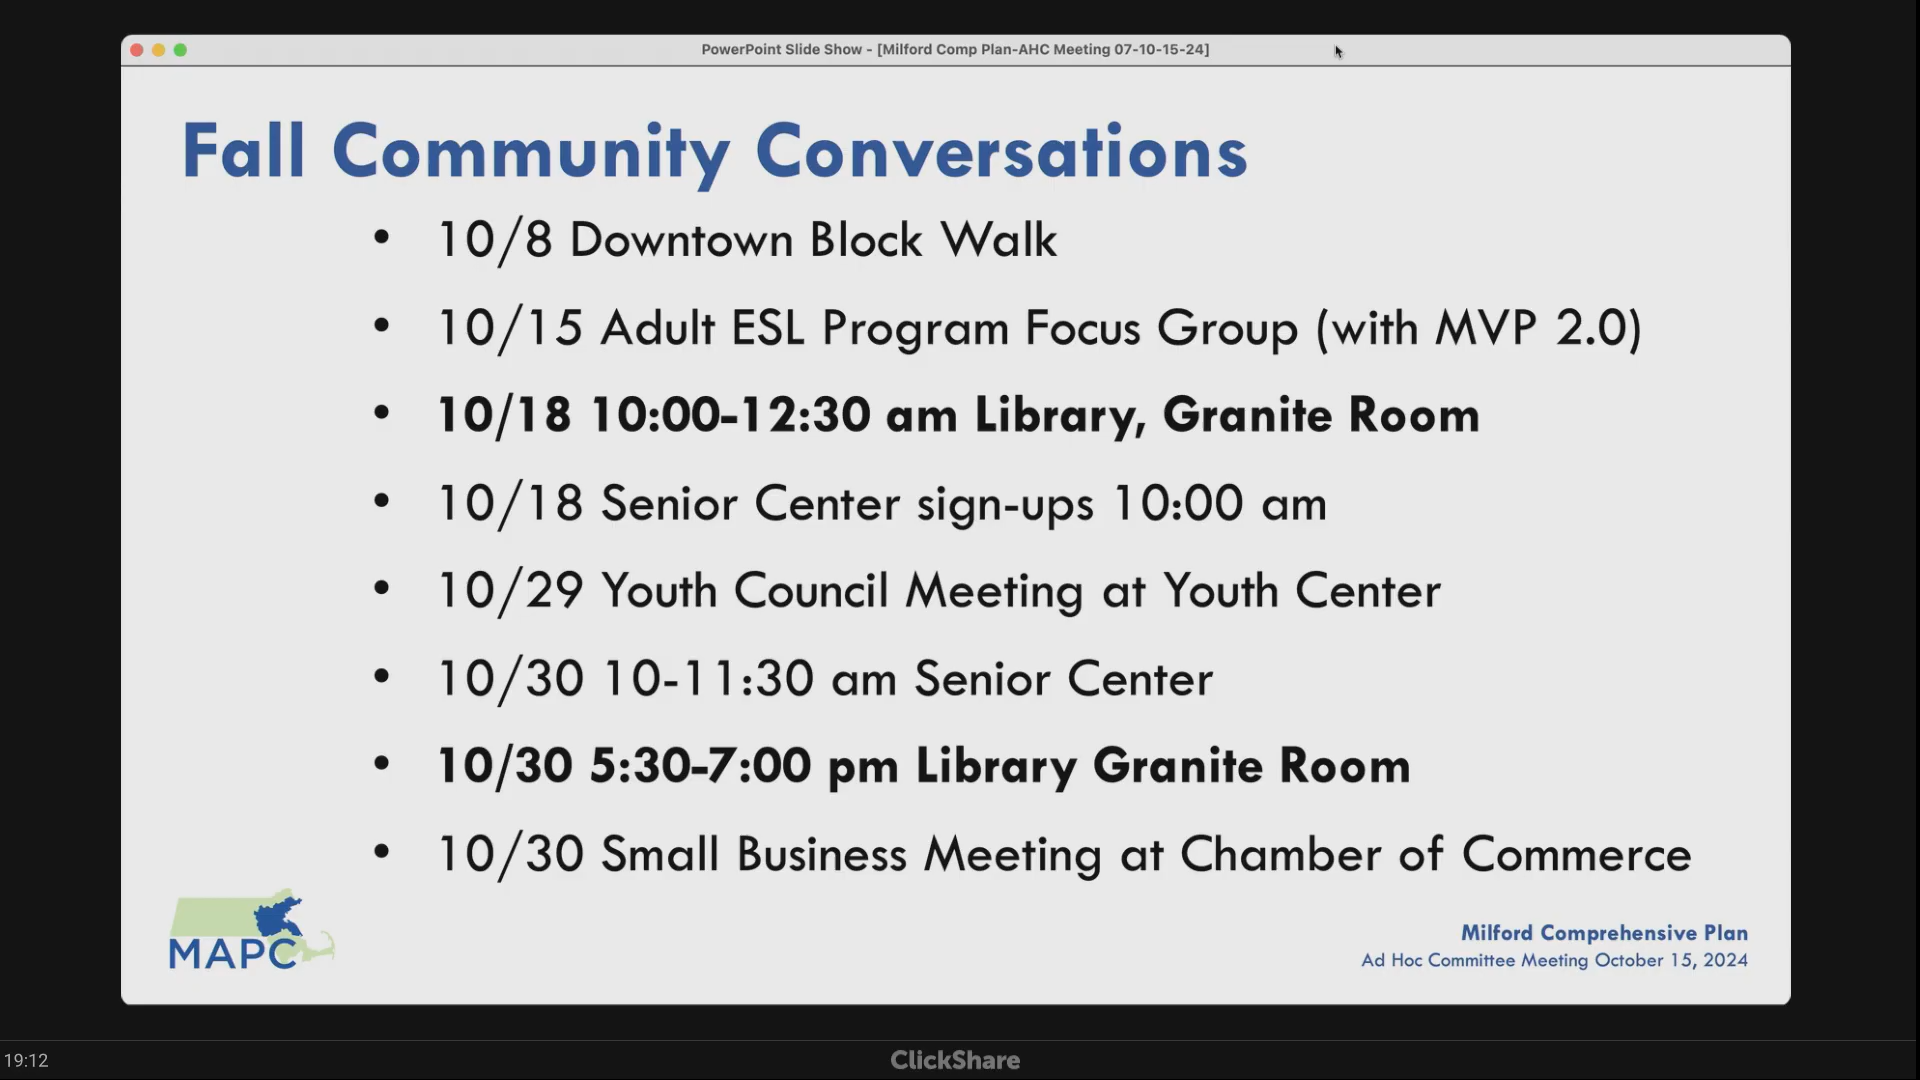 PowerPoint Slide Show - [Milford Comp Plan-AHC Meeting 07-10-15-24]
Fall Community Conversations
• 10/8 Downtown Block Walk
• 10/15 Adult ESL Program Focus Group (with MVP 2.0)
• 10/18 10:00-12:30 am Library, Granite Room
• 10/18 Senior Center sign-ups 10:00 am
• 10/29 Youth Council Meeting at Youth Center
• 10/30 10-11:30 am Senior Center
• 10/30 5:30-7:00 pm Library Granite Room
• 10/30 Small Business Meeting at Chamber of Commerce
MAPC
Milford Comprehensive Plan
Ad Hoc Committee Meeting October 15, 2024
19:12
ClickShare